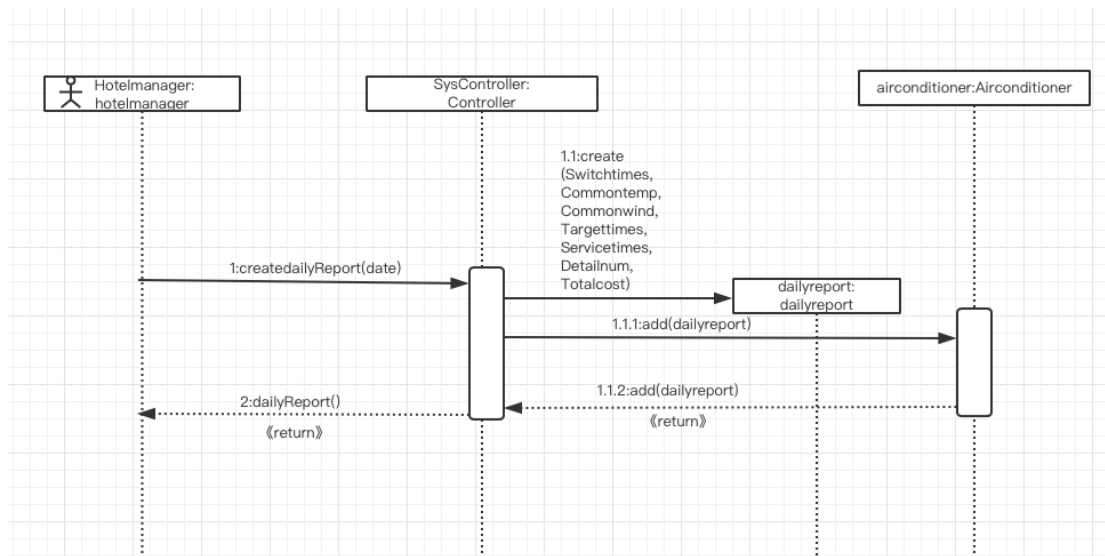 Hotelmanager:
hotelmanager
SysController:
Controller
airconditioner:Airconditioner
1.1:create
(Switchtimes,
Commontemp,
Commonwind,
Targettimes,
Servicetimes,
Detailnum,
Totalcost)
1:createdailyReport(date)
dailyreport:
dailyreport
1.1.1:add(dailyreport)
1.1.2:add(dailyreport)
《return》
2:dailyReport()
《return》